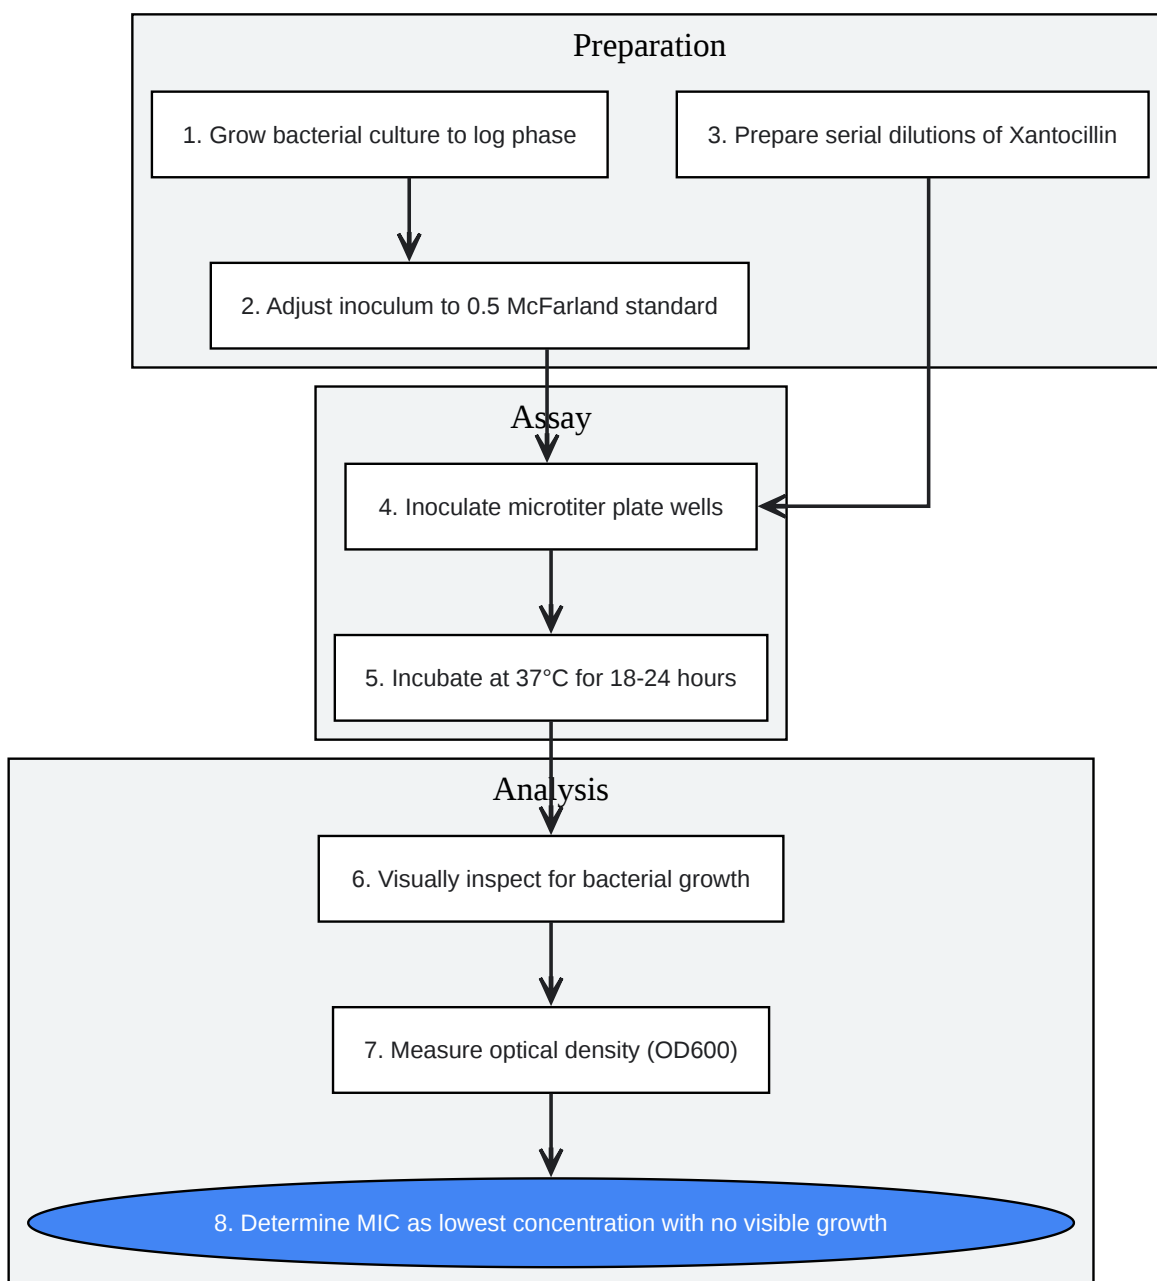 Preparation
1. Grow bacterial culture to log phase
3. Prepare serial dilutions of Xantocillin
2. Adjust inoculum to 0.5 McFarland standard
Assay
4. Inoculate microtiter plate wells
5. Incubate at 37°C for 18-24 hours
Analysis
6. Visually inspect for bacterial growth
7. Measure optical density (OD600)
8. Determine MIC as lowest concentration with no visible growth